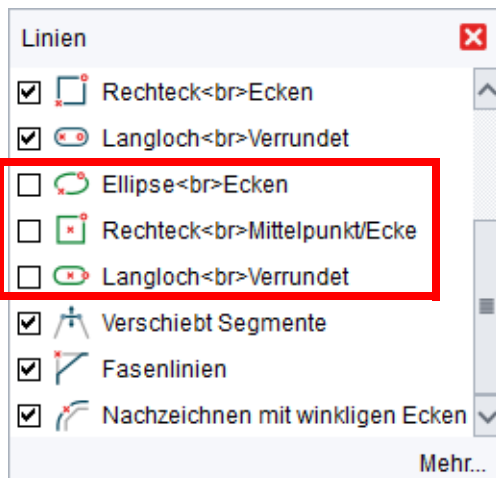 Linien
Rechteck<br>Ecken
Langloch<br>Verrundet
Ellipse<br>Ecken
Rechteck<br>Mittelpunkt/Ecke
Langloch<br>Verrundet
Verschiebt Segmente
Fasenlinien
Nachzeichnen mit winkligen Ecken
Mehr...